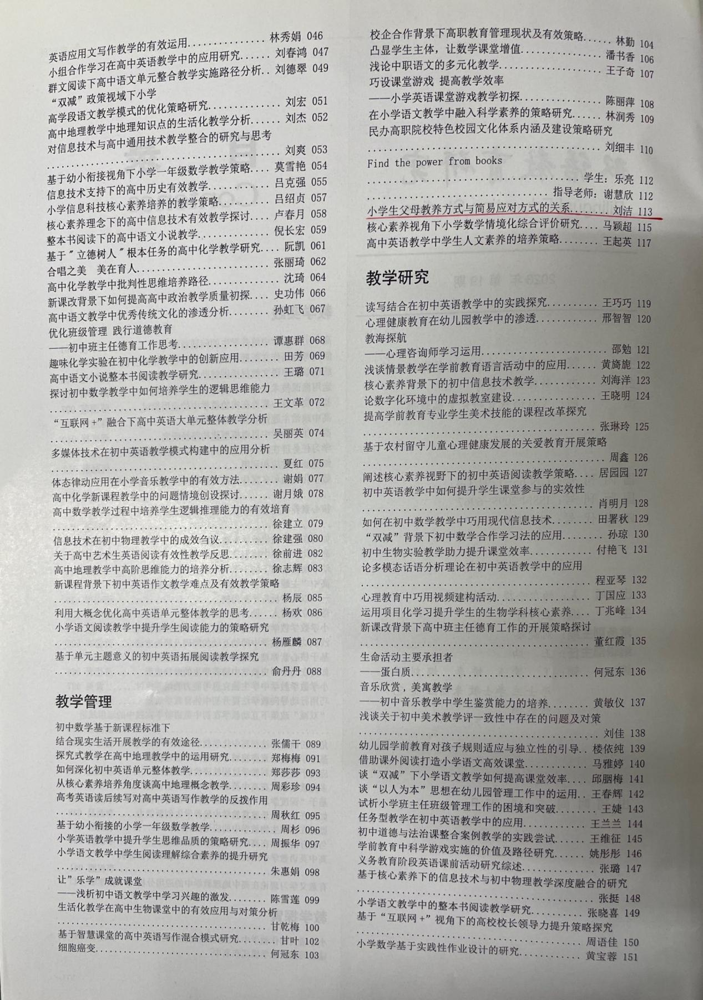 英语应用文写作教学的有效运用............... 林秀娟 046
小组合作学习在高中英语教学中的应用研究...... 刘春鸿 047
群文阅读下高中语文单元整合教学实施路径分析.. 刘德翠 049
“双减”政策视域下小学
高学段语文教学模式的优化策略研究.............. 刘宏 051
高中地理教学中地理知识点的生活化教学分析...... 刘杰 052
对信息技术与高中通用技术教学整合的研究与思考
............................................. 刘爽 053
基于幼小衔接视角下小学一年级数学教学策略.... 莫雪艳 054
信息技术支持下的高中历史有效教学............ 吕克强 055
小学信息科技核心素养培养的教学策略.......... 吕绍贞 057
核心素养理念下的高中信息技术有效教学探讨.... 卢春月 058
整本书阅读下的高中语文小说教学.............. 倪长宏 059
基于"立德树人"根本任务的高中化学教学研究.... 阮凯 061
合唱之美 美在育人......................... 张丽琦 062
高中化学教学中批判性思维培养路径.............. 沈琦 064
新课改背景下如何提高高中政治教学质量初探.... 史功伟 066
高中语文教学中优秀传统文化的渗透分析........ 孙虹飞 067
优化班级管理 践行道德教育
——初中班主任德育工作思考.................. 谭惠群 068
趣味化学实验在初中化学教学中的创新应用........ 田芳 069
高中语文小说整本书阅读教学研究................ 王璐 071
探讨初中数学教学中如何培养学生的逻辑思维能力
........................................... 王文革 072
“互联网+”融合下高中英语大单元整体教学分析
........................................... 吴丽英 074
多媒体技术在初中英语教学模式构建中的应用分析
............................................. 夏红 075
体态律动应用在小学音乐教学中的有效方法........ 谢娟 077
高中化学新课程教学中的问题情境创设探讨...... 谢月娥 078
高中数学教学过程中培养学生逻辑推理能力的有效培育
........................................... 徐建立 079
信息技术在初中物理教学中的成效刍议.......... 徐建强 080
关于高中艺术生英语阅读有效性教学反思........ 徐前进 082
高中地理教学中高阶思维能力的培养分析........ 徐志辉 083
新课程背景下初中英语作文教学难点及有效教学策略
............................................. 杨辰 085
利用大概念优化高中英语单元整体教学的思考...... 杨欢 086
小学语文阅读教学中提升学生阅读能力的策略研究
........................................... 杨雁麟 087
基于单元主题意义的初中英语拓展阅读教学探究
........................................... 俞丹丹 088
教学管理
初中数学基于新课程标准下
结合现实生活开展教学的有效途径.............. 张儒干 089
探究式教学在高中地理教学中的运用研究........ 郑梅梅 091
如何深化初中英语单元整体教学................ 郑莎莎 093
从核心素养培养角度谈高中地理概念教学........ 周彩珍 094
高考英语读后续写对高中英语写作教学的反拨作用
........................................... 周秋红 095
基于幼小衔接的小学一年级数学教学.............. 周杉 096
小学英语教学中提升学生思维品质的策略研究.... 周振华 097
小学语文教学中学生阅读理解综合素养的提升研究
........................................... 朱惠娟 098
让”乐学”成就课堂
——浅析初中语文教学中学习兴趣的激发........ 陈雪莲 099
生活化教学在高中生物课堂中的有效应用与对策分析
........................................... 甘乾梅 100
基于智慧课堂的高中英语写作混合模式研究........ 甘叶 102
细胞癌变................................... 何冠东 103
校企合作背景下高职教育管理现状及有效策略...... 林勤 104
凸显学生主体，让数学课堂增值................ 潘书香 106
浅论中职语文的多元化教学.................... 王子奇 107
巧设课堂游戏 提高教学效率
——小学英语课堂游戏教学初探................ 陈丽萍 108
在小学语文教学中融入科学素养的策略研究...... 林润秀 109
民办高职院校特色校园文化体系内涵及建设策略研究
........................................... 刘细丰 110
Find the power from books
....................................... 学生：乐亮 112
................................. 指导老师：谢慧欣 112
小学生父母教养方式与简易应对方式的关系........ 刘洁 113
核心素养视角下小学数学情境化综合评价研究.... 马颖超 115
高中英语教学中学生人文素养的培养策略........ 王起英 117
教学研究
读写结合在初中英语教学中的实践探究.......... 王巧巧 119
心理健康教育在幼儿园教学中的渗透............ 邢智智 120
教海探航
——心理咨询师学习运用........................ 邵勉 121
浅谈情景教学在学前教育语言活动中的应用...... 黄旖旎 122
核心素养背景下的初中信息技术教学............ 刘海洋 123
论数字化环境中的虚拟教室建设................ 王晓明 124
提高学前教育专业学生美术技能的课程改革探究
........................................... 张琳玲 125
基于农村留守儿童心理健康发展的关爱教育开展策略
............................................. 周鑫 126
阐述核心素养视野下的初中英语阅读教学策略.... 居园园 127
初中英语教学中如何提升学生课堂参与的实效性
........................................... 肖明月 128
如何在初中数学教学中巧用现代信息技术........ 田署秋 129
“双减”背景下初中数学合作学习法的应用........ 孙琼 130
初中生物实验教学助力提升课堂效率............ 付艳飞 131
论多模态话语分析理论在初中英语教学中的应用
........................................... 程亚琴 132
心理教育中巧用视频建构活动.................. 丁国应 133
运用项目化学习提升学生的生物学科核心素养.... 丁兆峰 134
新课改背景下高中班主任德育工作的开展策略探讨
........................................... 董红霞 135
生命活动主要承担者
——蛋白质.................................. 何冠东 136
音乐欣赏，美寓教学
——初中音乐教学中学生鉴赏能力的培养........ 黄敏仪 137
浅谈关于初中美术教学评一致性中存在的问题及对策
............................................. 刘佳 138
幼儿园学前教育对孩子规则适应与独立性的引导.. 楼依纯 139
借助课外阅读打造小学语文高效课堂............ 马雅婷 140
谈“双减”下小学语文教学如何提高课堂效率.... 邱胭梅 141
谈“以人为本”思想在幼儿园管理工作中的运用.. 王春辉 142
试析小学班主任班级管理工作的困境和突破........ 王婕 143
任务型教学在初中英语教学中的应用............ 王兰兰 144
初中道德与法治课整合案例教学的实践尝试...... 王维征 145
学前教育中科学游戏实施的价值及路径研究...... 姚彤彤 146
义务教育阶段英语课前活动研究综述.............. 张璐 147
基于核心素养下的信息技术与初中物理教学深度融合的研究
............................................. 张挺 148
小学语文教学中的整本书阅读教学研究.......... 张晓喜 149
基于“互联网+”视角下的高校校长领导力提升策略探究
........................................... 周语佳 150
小学数学基于实践性作业设计的研究............ 黄宝蓉 151